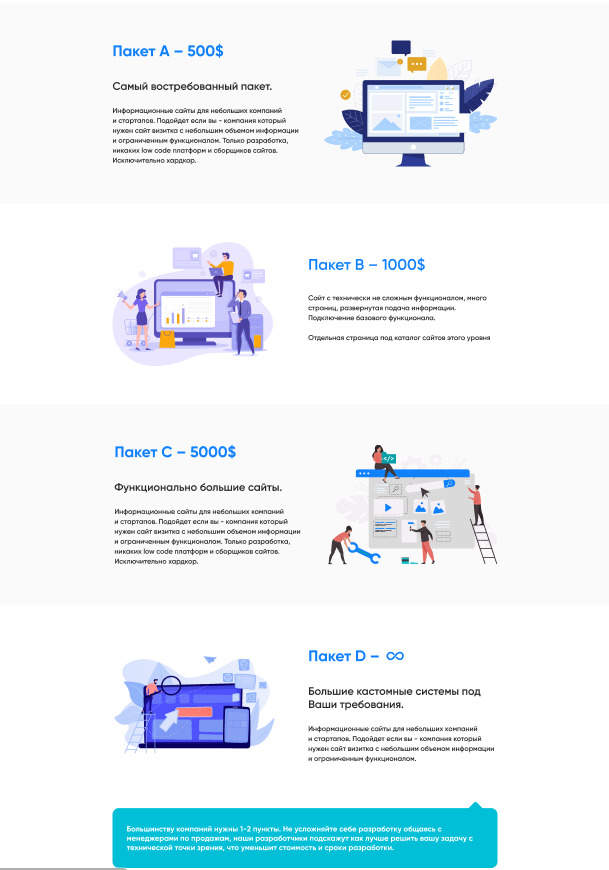 Пакет A – 500$
Самый востребованный пакет.
Информационные сайты для небольших компаний
и стартапов. Подойдет если вы - компания который
нужен сайт визитка с небольшим объемом информации
и ограниченным функционалом. Только разработка,
никаких low code платформ и сборщиков сайтов.
Исключительно хардкор.
Пакет B – 1000$
Сайт с технически не сложным функционалом, много
страниц, развернутая подача информации.
Подключение базового функционала.
Отдельная страница под каталог сайтов этого уровня
Пакет C – 5000$
Функционально большие сайты.
Информационные сайты для небольших компаний
и стартапов. Подойдет если вы - компания который
нужен сайт визитка с небольшим объемом информации
и ограниченным функционалом. Только разработка,
никаких low code платформ и сборщиков сайтов.
Исключительно хардкор.
</>
Пакет D – ∞
Большие кастомные системы под
Ваши требования.
Информационные сайты для небольших компаний
и стартапов. Подойдет если вы - компания который
нужен сайт визитка с небольшим объемом информации
и ограниченным функционалом.
Большинству компаний нужны 1-2 пункты. Не усложняйте себе разработку общаясь с
менеджерами по продажам, наши разработчики подскажут как лучше решить вашу задачу с
технической точки зрения, что уменьшит стоимость и сроки разработки.